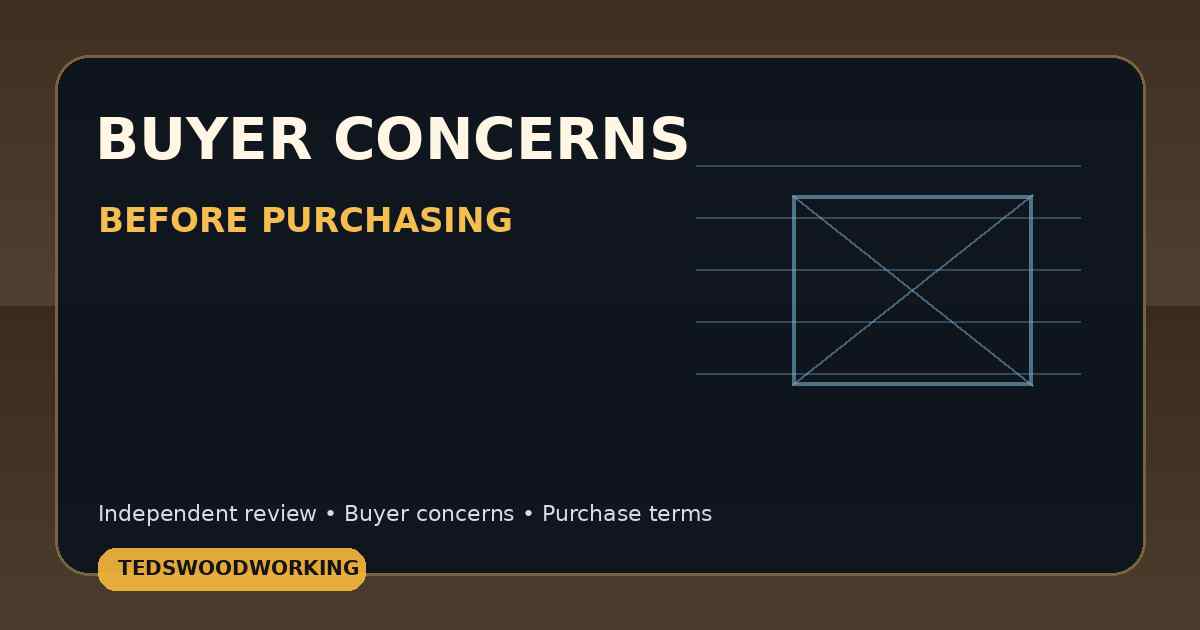 BUYER CONCERNS
BEFORE PURCHASING
Independent review • Buyer concerns • Purchase terms
TEDSWOODWORKING